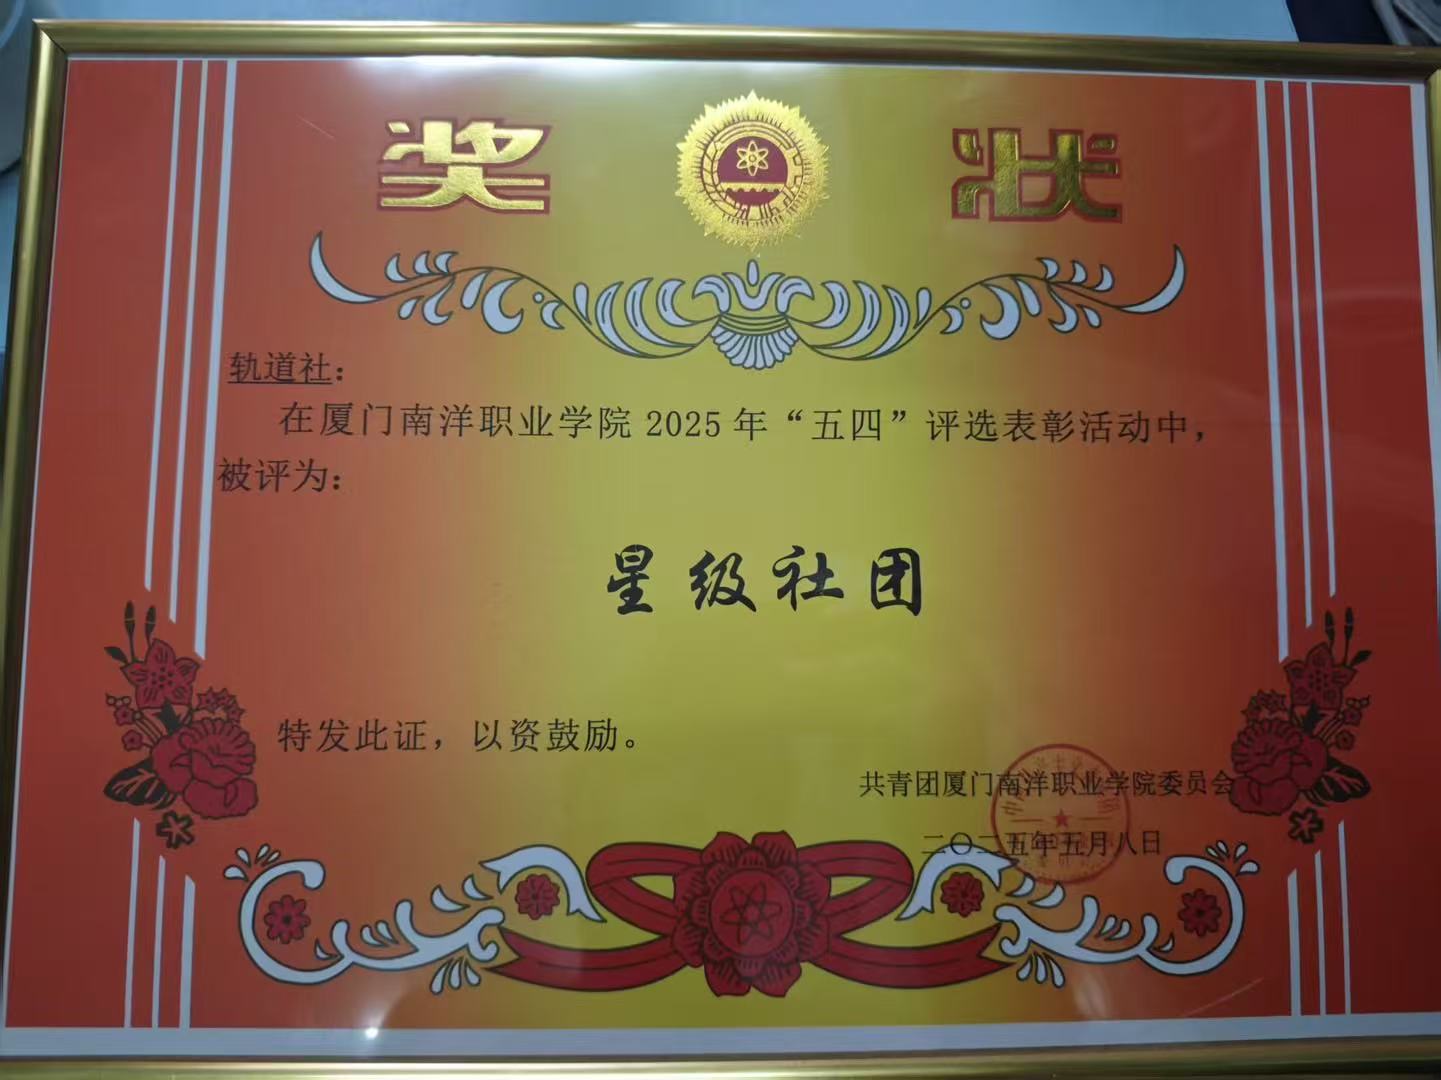 奖状
轨道社：
在厦门南洋职业学院2025年“五四”评选表彰活动中，
被评为：
星级社团
特发此证，以资鼓励。
共青团厦门南洋职业学院委员会
二〇二五年五月八日